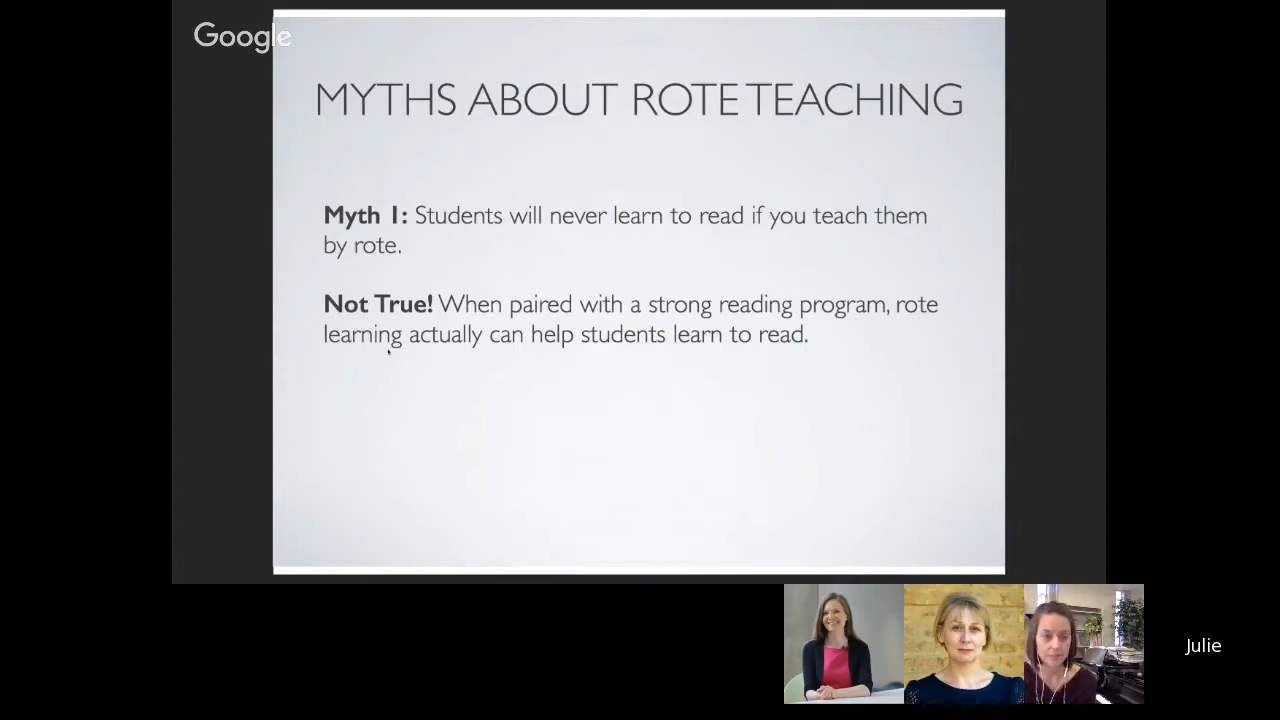 Google
MYTHS ABOUT ROTE TEACHING
Myth 1: Students will never learn to read if you teach them
by rote.
Not True! When paired with a strong reading program, rote
learning actually can help students learn to read.
Julie